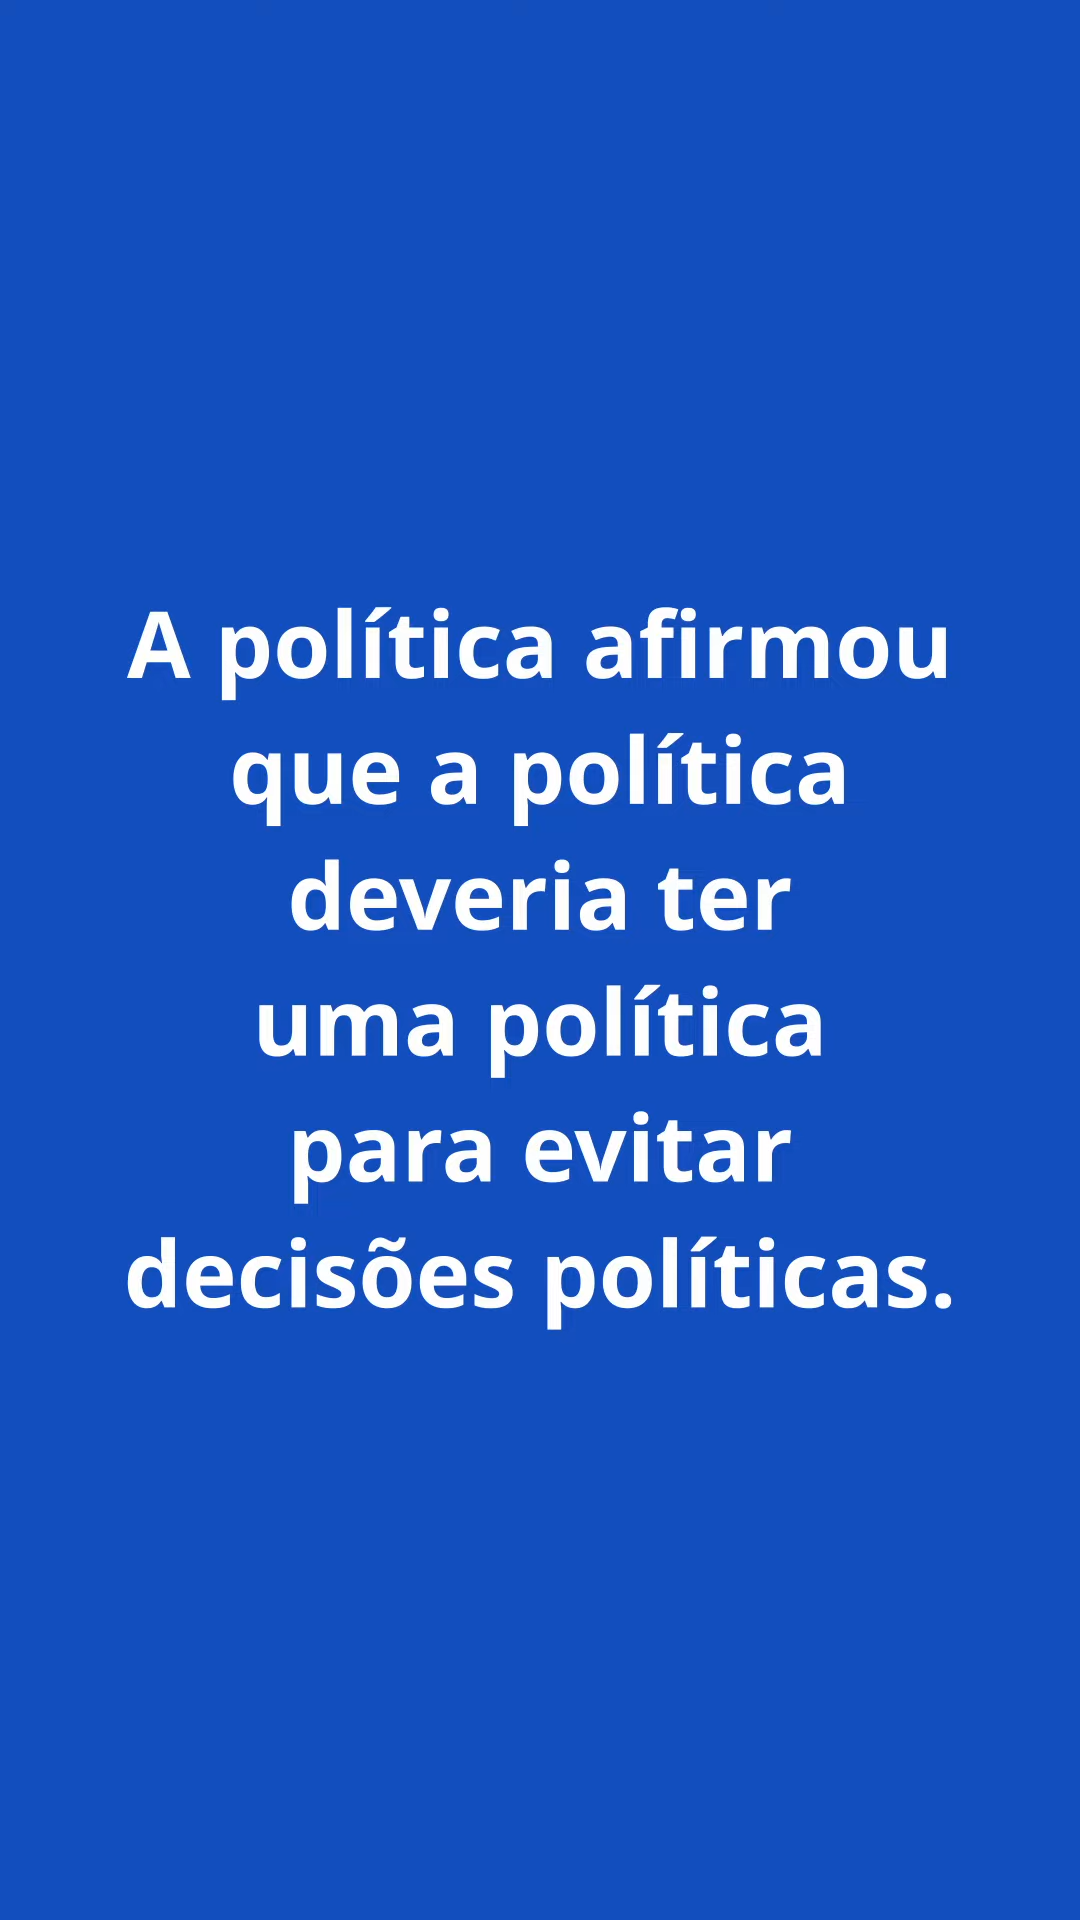 A política afirmou
que a política
deveria ter
uma política
para evitar
decisões políticas.